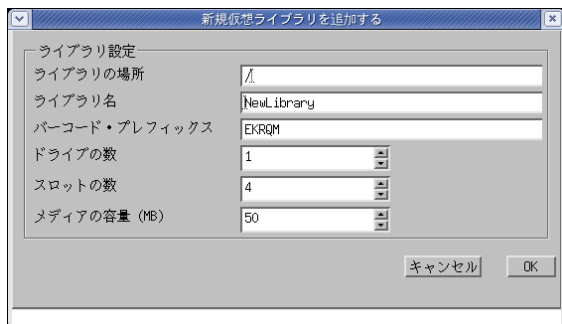 新規仮想ライブラリを追加する
ライブラリ設定
ライブラリの場所 /
ライブラリ名 NewLibrary
バーコード・プレフィックス EKRQM
ドライブの数 1
スロットの数 4
メディアの容量 (MB) 50
キャンセル OK